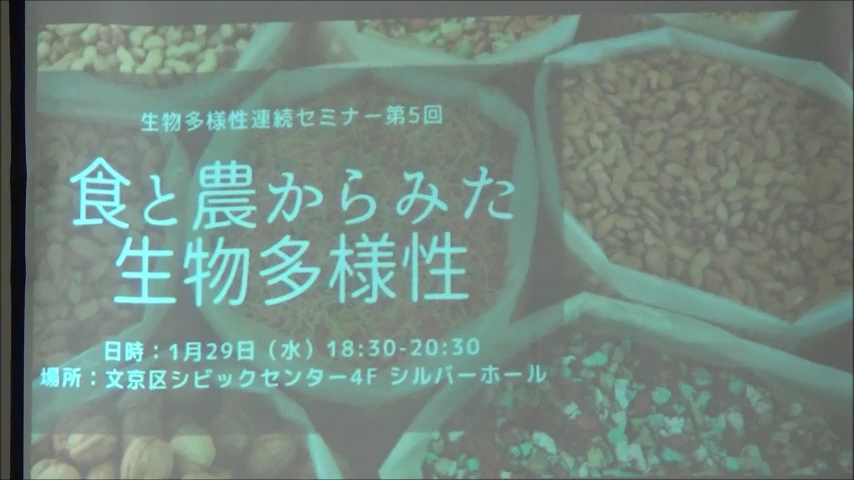 生物多様性連続セミナー第5回
食と農からみた
生物多様性
日時：1月29日（水）18:30-20:30
場所：文京区シビックセンター4F シルバーホール